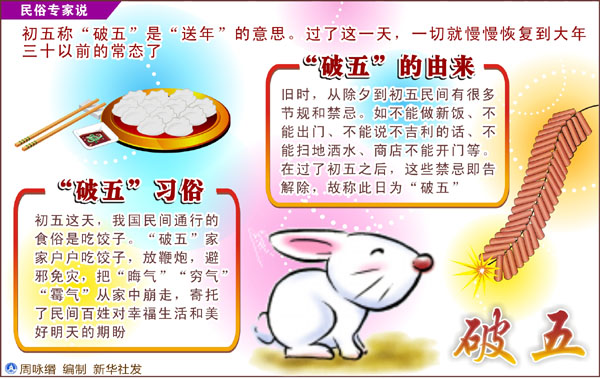 民俗专家说
初五称“破五”是“送年”的意思。过了这一天，一切就慢慢恢复到大年
三十以前的常态了
“破五”的由来
旧时，从除夕到初五民间有很多
节规和禁忌。如不能做新饭、不
能出门、不能说不吉利的话、不
能扫地洒水、商店不能开门等。
在过了初五之后，这些禁忌即告
解除，故称此日为“破五”
“破五”习俗
初五这天，我国民间通行的
食俗是吃饺子。“破五”家
家户户吃饺子，放鞭炮，避
邪免灾，把“晦气”“穷气”
“霉气”从家中崩走，寄托
了民间百姓对幸福生活和美
好明天的期盼
破五
周咏缗 编制 新华社发